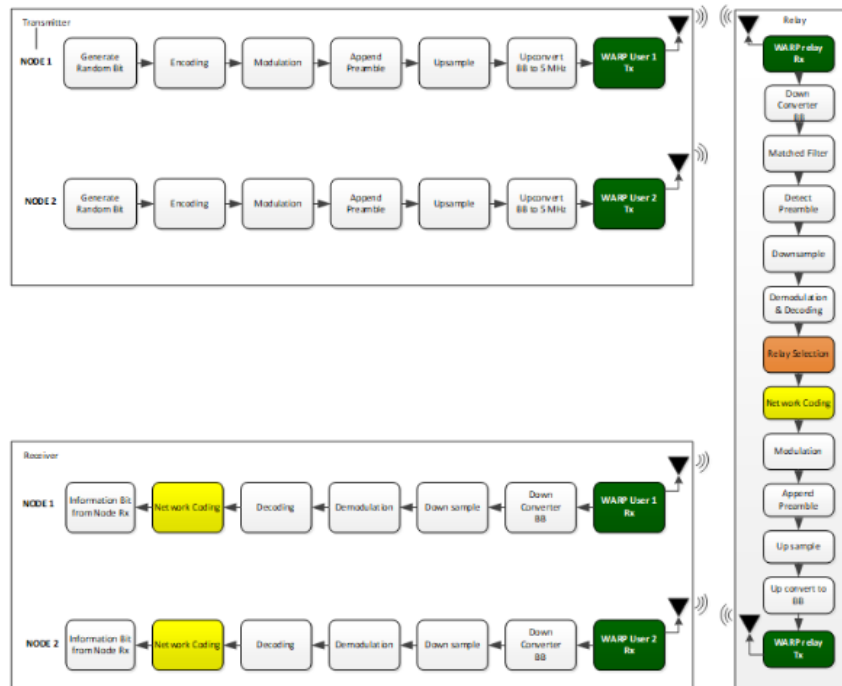 Transmitter
NODE 1
Generate
Random Bit
Encoding
Modulation
Append
Preamble
Upsample
Upconvert
BB to 5 MHz
WARP User 1
Tx
NODE 2
Generate
Random Bit
Encoding
Modulation
Append
Preamble
Upsample
Upconvert
BB to 5 MHz
WARP User 2
Tx
Receiver
NODE 1
Information Bit
from Node Rx
Network Coding
Decoding
Demodulation
Down sample
Down
Converter
BB
WARP User 1
Rx
NODE 2
Information Bit
from Node Rx
Network Coding
Decoding
Demodulation
Down sample
Down
Converter
BB
WARP User 2
Rx
Relay
WARP relay
Rx
Down
Converter
BB
Matched Filter
Detect
Preamble
Downsample
Demodulation
& Decoding
Relay Selection
Network Coding
Modulation
Append
Preamble
Up sample
Up convert to
BB
WARP relay
Tx